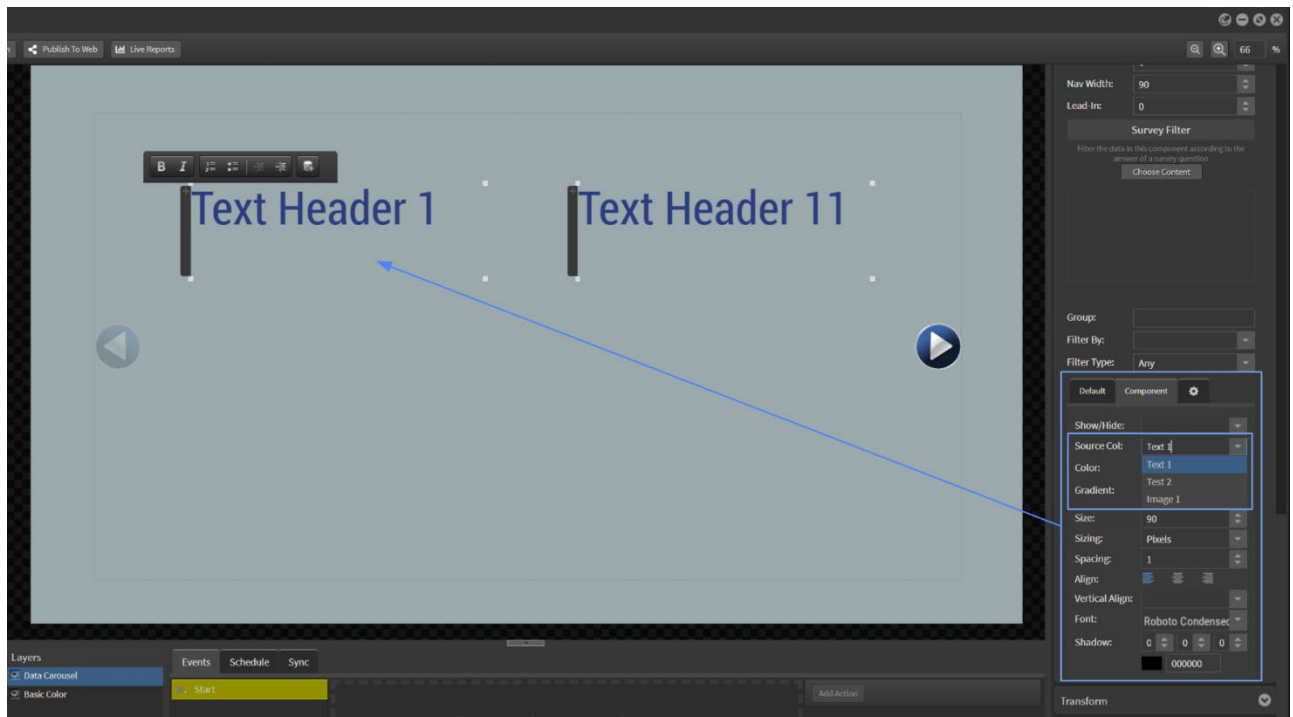 Publish To Web
Live Reports
66 %
Nav Width: 90
Lead-In: 0
Survey Filter
Filter the data in this component according to the
answer of a survey question
Choose Content
B I
Text Header 1
Text Header 11
Group:
Filter By:
Filter Type: Any
Default Component
Show/Hide:
Source Col: Text 1
Color: Text 1
Test 2
Gradient:
Image 1
Size: 90
Sizing: Pixels
Spacing: 1
Align:
Vertical Align:
Font: Roboto Condensed
Shadow: 0 0 0
000000
Transform
Layers
Data Carousel
Basic Color
Events Schedule Sync
Start
Add Action